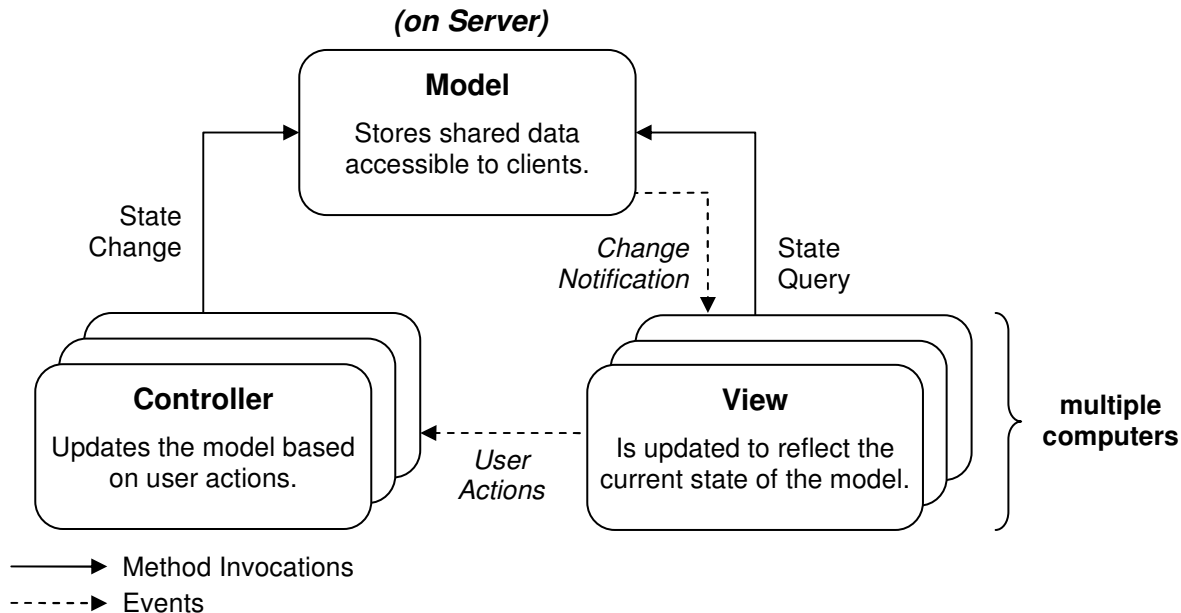 (on Server)
Model
Stores shared data
accessible to clients.
State
Change
Change
Notification
State
Query
Controller
Updates the model based
on user actions.
User
Actions
View
Is updated to reflect the
current state of the model.
multiple
computers
Method Invocations
Events